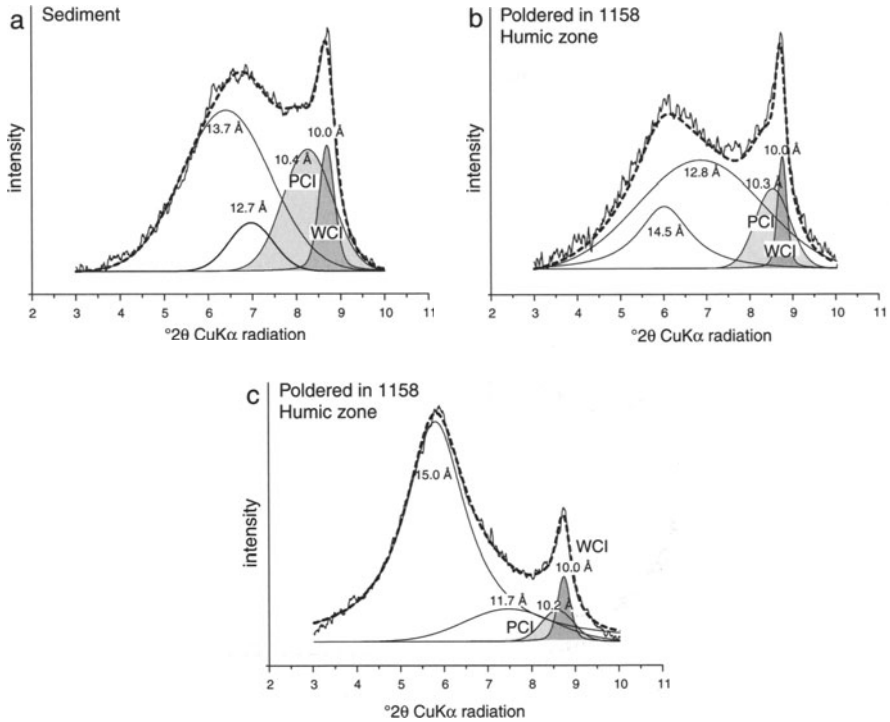 a
Sediment
13.7 Å
10.0 Å
10.4 Å
PCI
12.7 Å
WCI
intensity
2 3 4 5 6 7 8 9 10 11
°2θ CuKα radiation
b
Poldered in 1158
Humic zone
10.0 Å
12.8 Å
10.3 Å
PCI
14.5 Å
WCI
intensity
2 3 4 5 6 7 8 9 10 11
°2θ CuKα radiation
c
Poldered in 1158
Humic zone
15.0 Å
WCI
10.0 Å
11.7 Å
10.2 Å
PCI
intensity
2 3 4 5 6 7 8 9 10 11
°2θ CuKα radiation